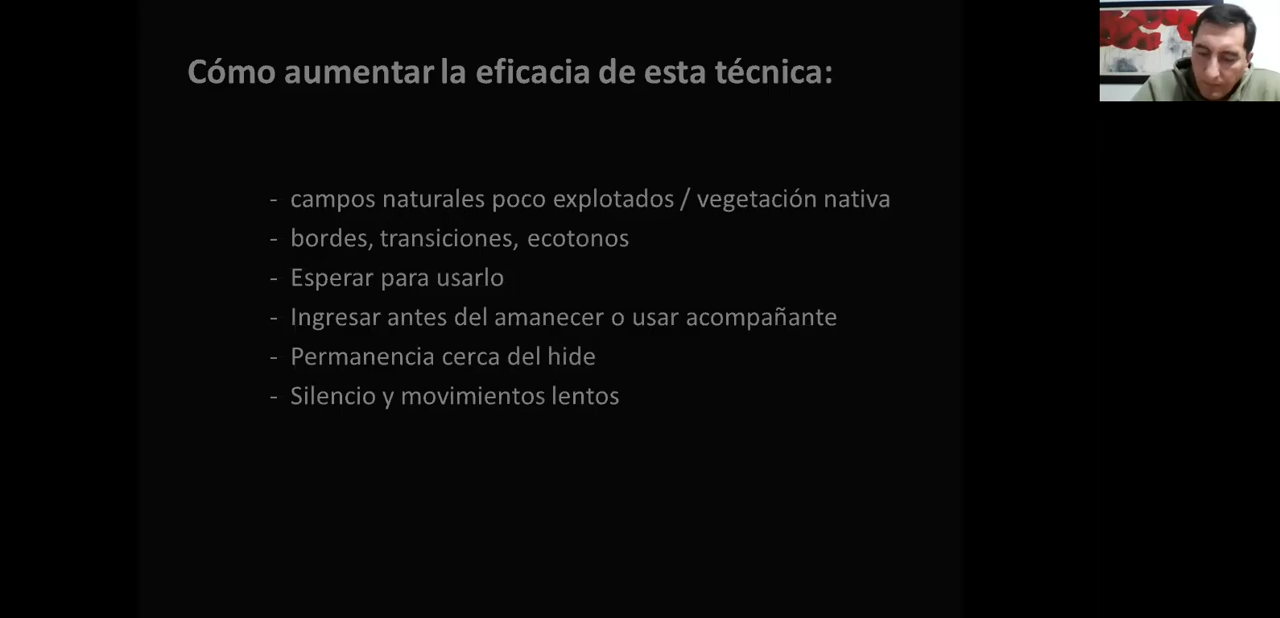 Cómo aumentar la eficacia de esta técnica:
- campos naturales poco explotados / vegetación nativa
- bordes, transiciones, ecotonos
- Esperar para usarlo
- Ingresar antes del amanecer o usar acompañante
- Permanencia cerca del hide
- Silencio y movimientos lentos